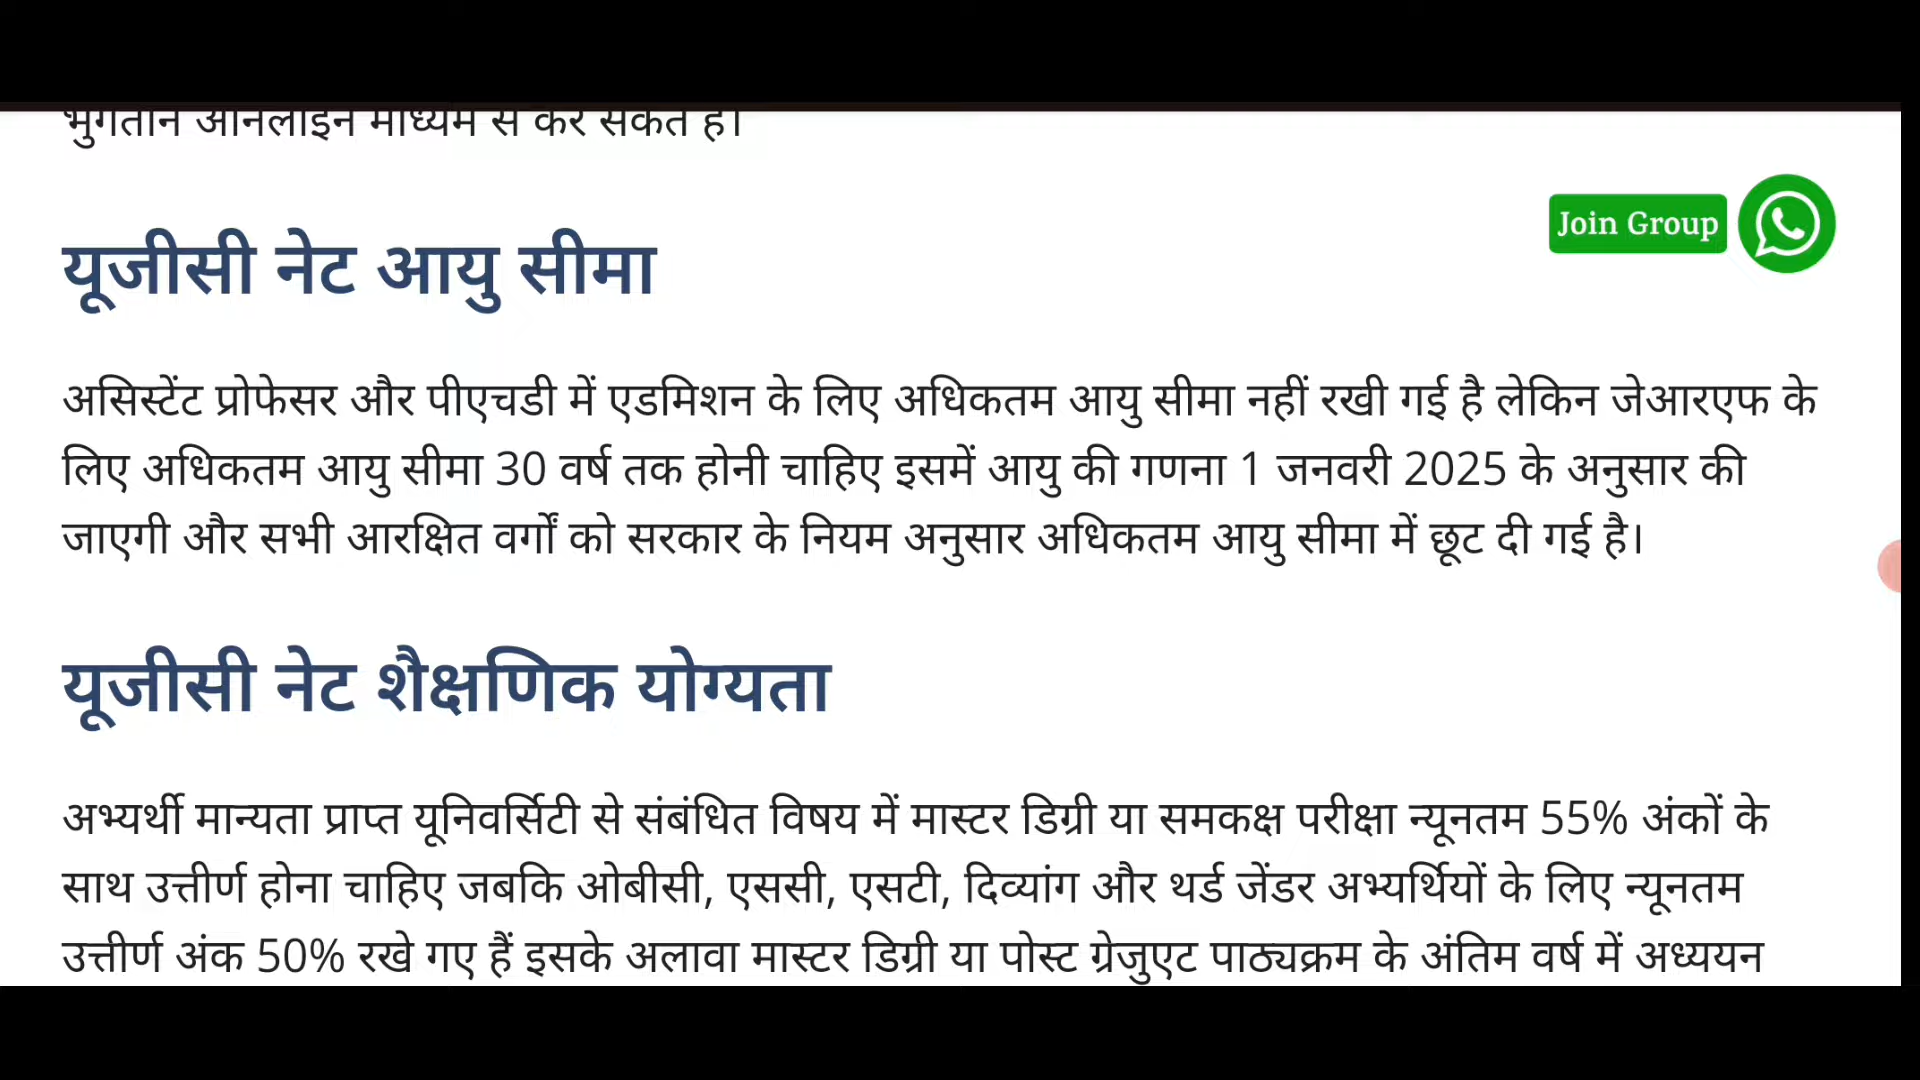 भुगतान ऑनलाइन माध्यम से कर सकते हैं।
Join Group
यूजीसी नेट आयु सीमा
असिस्टेंट प्रोफेसर और पीएचडी में एडमिशन के लिए अधिकतम आयु सीमा नहीं रखी गई है लेकिन जेआरएफ के
लिए अधिकतम आयु सीमा 30 वर्ष तक होनी चाहिए इसमें आयु की गणना 1 जनवरी 2025 के अनुसार की
जाएगी और सभी आरक्षित वर्गों को सरकार के नियम अनुसार अधिकतम आयु सीमा में छूट दी गई है।
यूजीसी नेट शैक्षणिक योग्यता
अभ्यर्थी मान्यता प्राप्त यूनिवर्सिटी से संबंधित विषय में मास्टर डिग्री या समकक्ष परीक्षा न्यूनतम 55% अंकों के
साथ उत्तीर्ण होना चाहिए जबकि ओबीसी, एससी, एसटी, दिव्यांग और थर्ड जेंडर अभ्यर्थियों के लिए न्यूनतम
उत्तीर्ण अंक 50% रखे गए हैं इसके अलावा मास्टर डिग्री या पोस्ट ग्रेजुएट पाठ्यक्रम के अंतिम वर्ष में अध्ययन